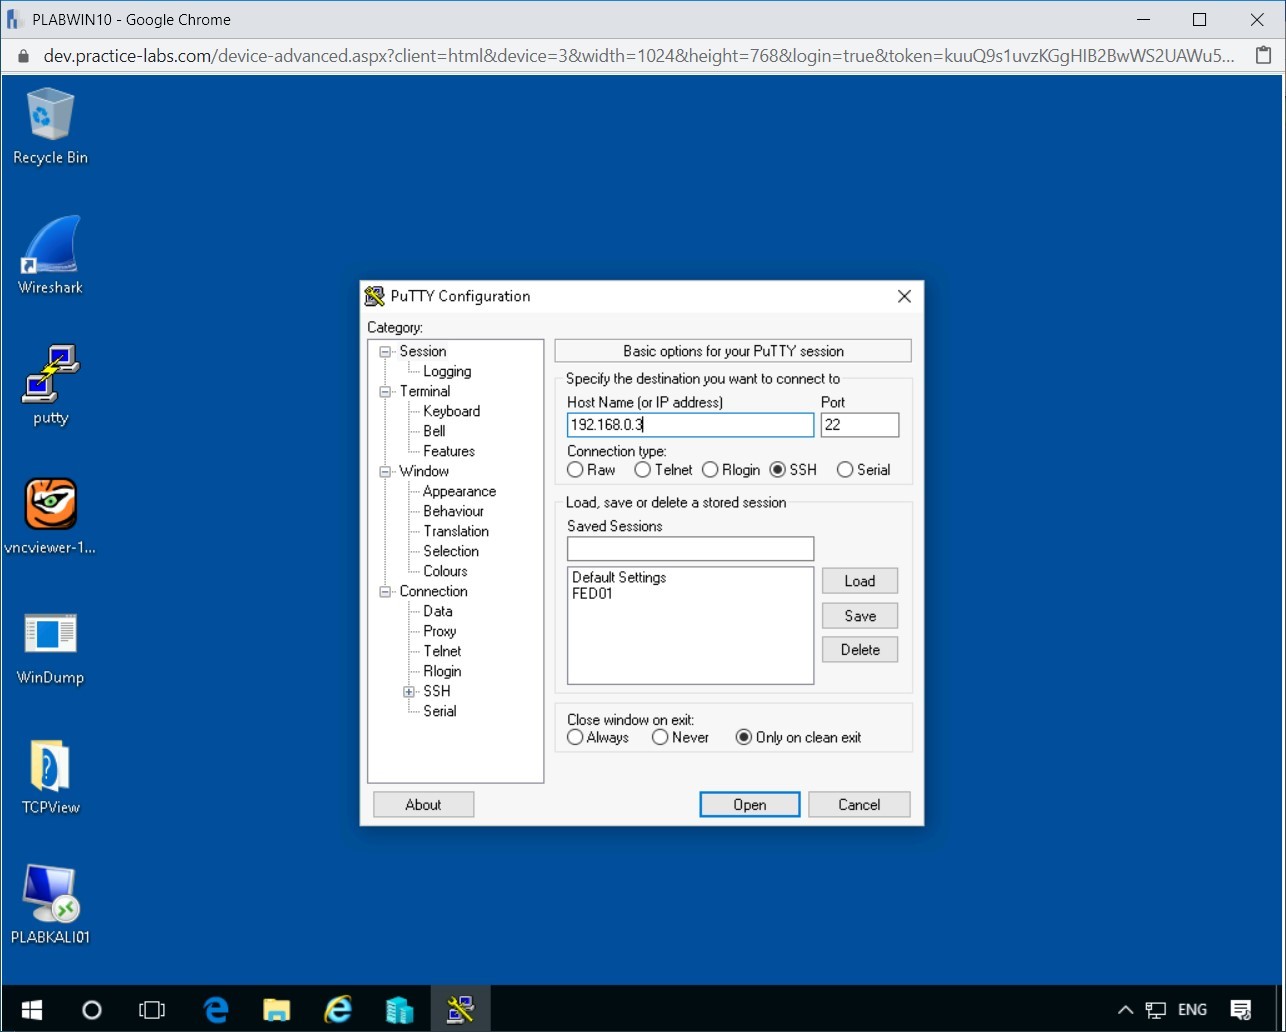 PLABWIN10 - Google Chrome
dev.practice-labs.com/device-advanced.aspx?client=html&device=3&width=1024&height=768&login=true&token=kuuQ9s1uvzKGgHIB2BwWS2UAWu5...
Recycle Bin
Wireshark
putty
vncviewer-1...
WinDump
TCPView
PLABKALI01
PuTTY Configuration
Category:
Session
Logging
Terminal
Keyboard
Bell
Features
Window
Appearance
Behaviour
Translation
Selection
Colours
Connection
Data
Proxy
Telnet
Rlogin
SSH
Serial
Basic options for your PuTTY session
Specify the destination you want to connect to
Host Name (or IP address) Port
192.168.0.3 22
Connection type:
Raw Telnet Rlogin SSH Serial
Load, save or delete a stored session
Saved Sessions
Default Settings
FED01
Load
Save
Delete
Close window on exit:
Always Never Only on clean exit
About Open Cancel
ENG